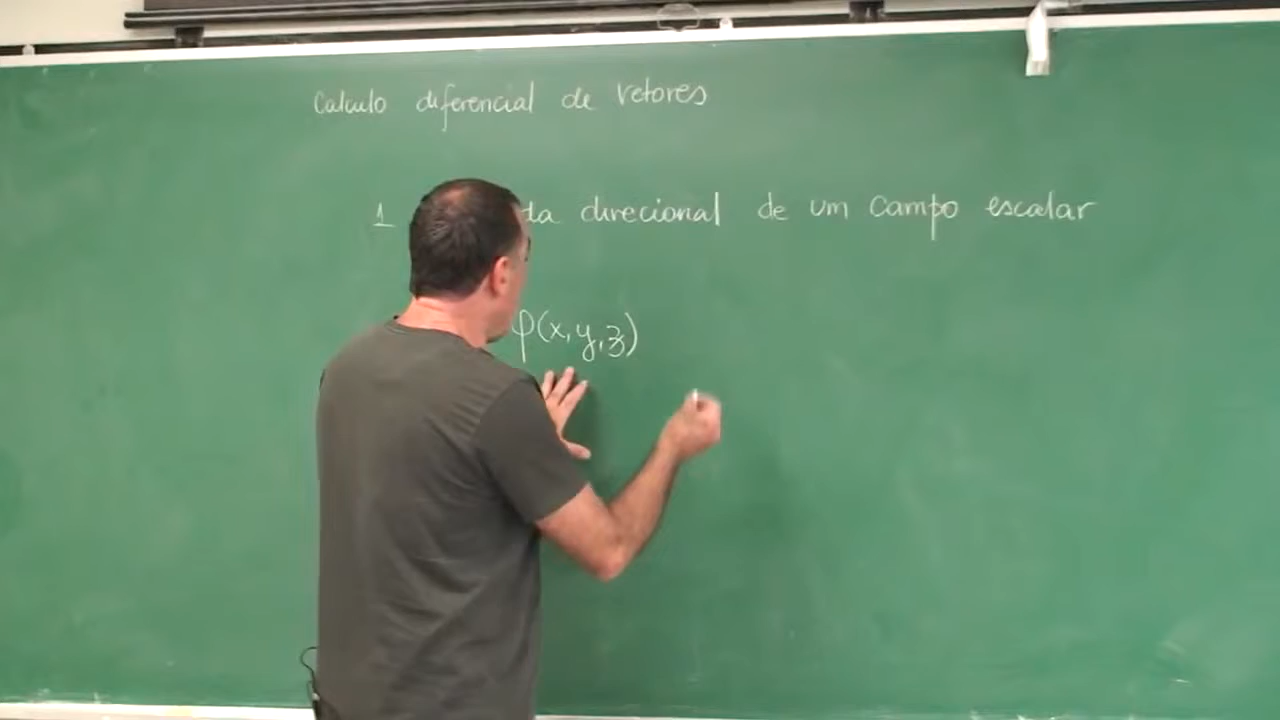 Calculo diferencial de vetores
1 da direcional de um campo escalar
φ(x,y,z)